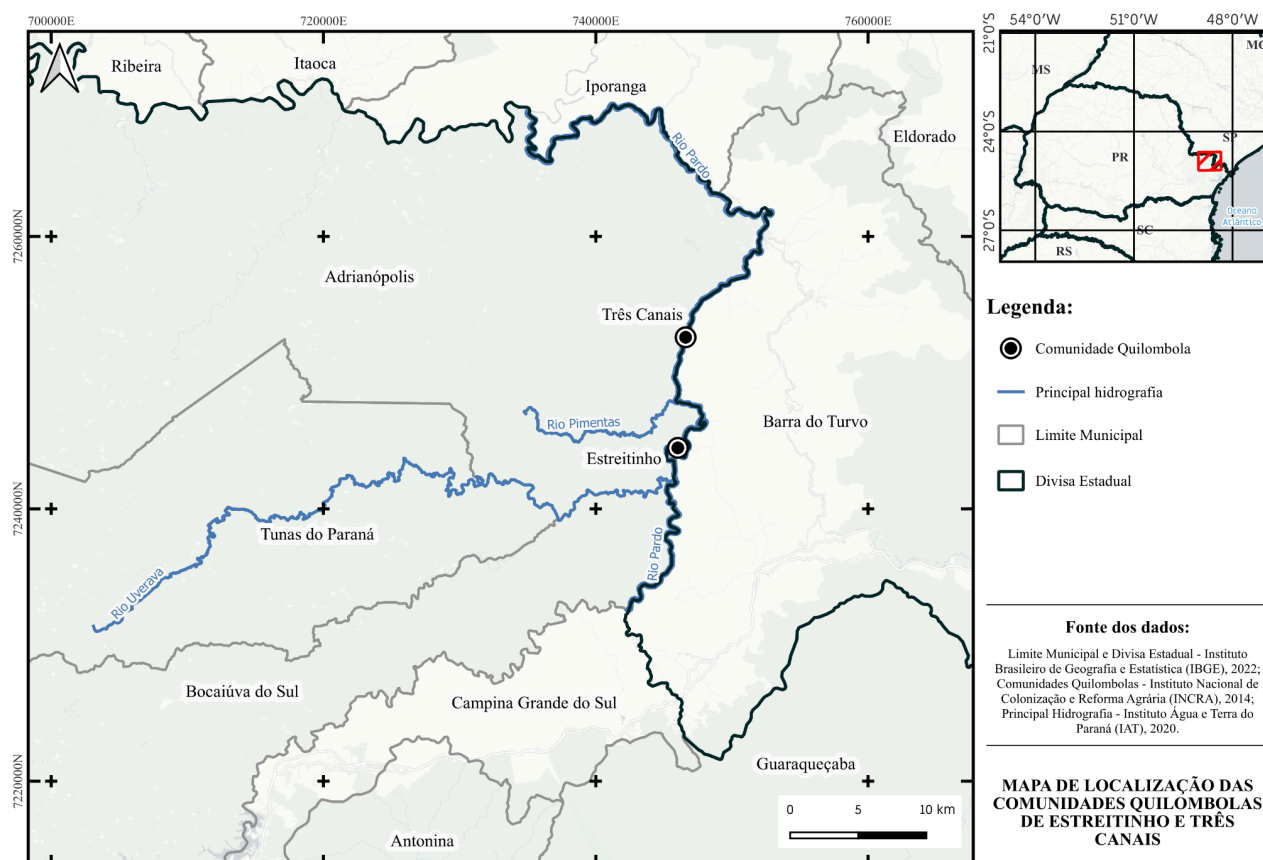 700000E
720000E
740000E
760000E
7260000N
7240000N
7220000N
Ribeira
Itaoca
Iporanga
Eldorado
Rio Pardo
Adrianópolis
Três Canais
Rio Pimentas
Barra do Turvo
Estreitinho
Tunas do Paraná
Rio Uverava
Rio Pardo
Bocaiúva do Sul
Campina Grande do Sul
Guaraqueçaba
Antonina
0 5 10 km
54°0'W 51°0'W 48°0'W
21°0'S
24°0'S
27°0'S
MS
SP
PR
SC
RS
Oceano
Atlântico
Legenda:
Comunidade Quilombola
Principal hidrografia
Limite Municipal
Divisa Estadual
Fonte dos dados:
Limite Municipal e Divisa Estadual - Instituto
Brasileiro de Geografia e Estatística (IBGE), 2022;
Comunidades Quilombolas - Instituto Nacional de
Colonização e Reforma Agrária (INCRA), 2014;
Principal Hidrografia - Instituto Água e Terra do
Paraná (IAT), 2020.
MAPA DE LOCALIZAÇÃO DAS
COMUNIDADES QUILOMBOLAS
DE ESTREITINHO E TRÊS
CANAIS